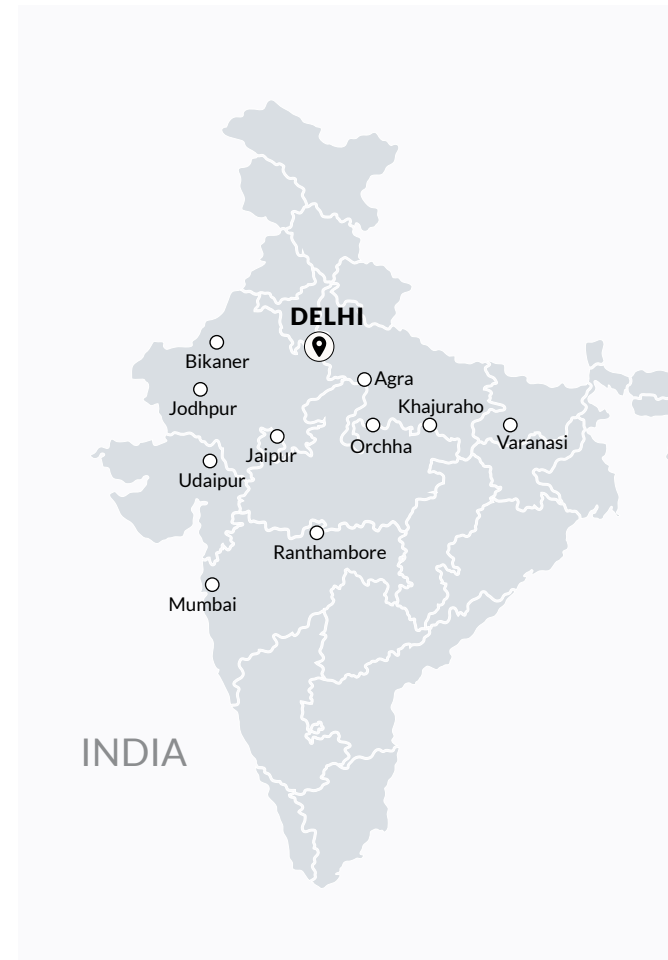 DELHI
Bikaner
Agra
Jodhpur
Khajuraho
Orchha
Varanasi
Jaipur
Udaipur
Ranthambore
Mumbai
INDIA